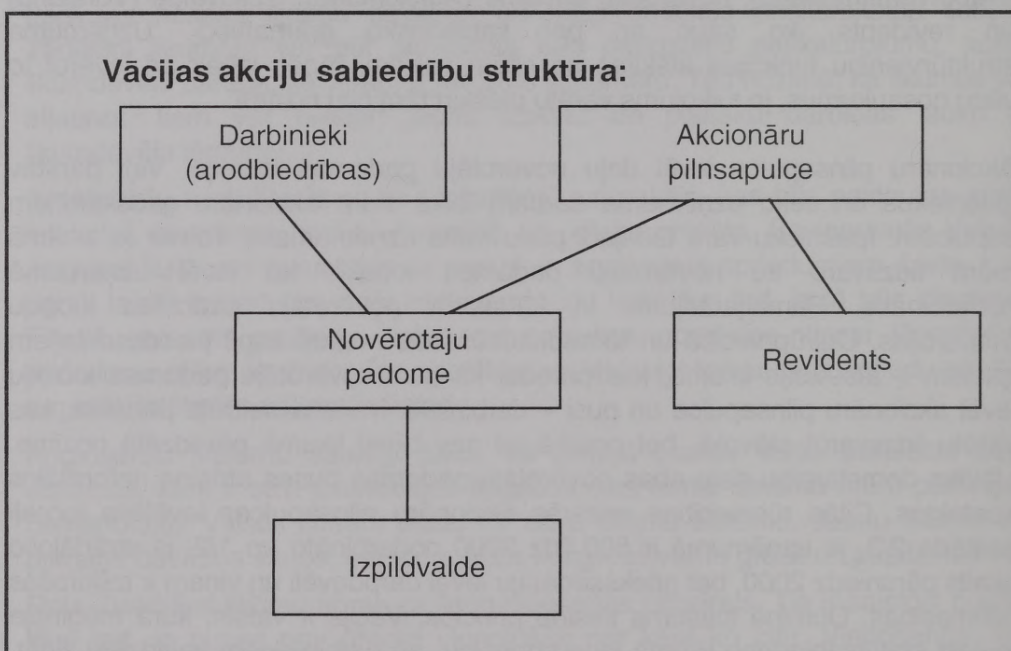 Vācijas akciju sabiedrību struktūra:
Darbinieki
(arodbiedrības)
Akcionāru
pilnsapulce
Novērotāju
padome
Revidents
Izpildvalde